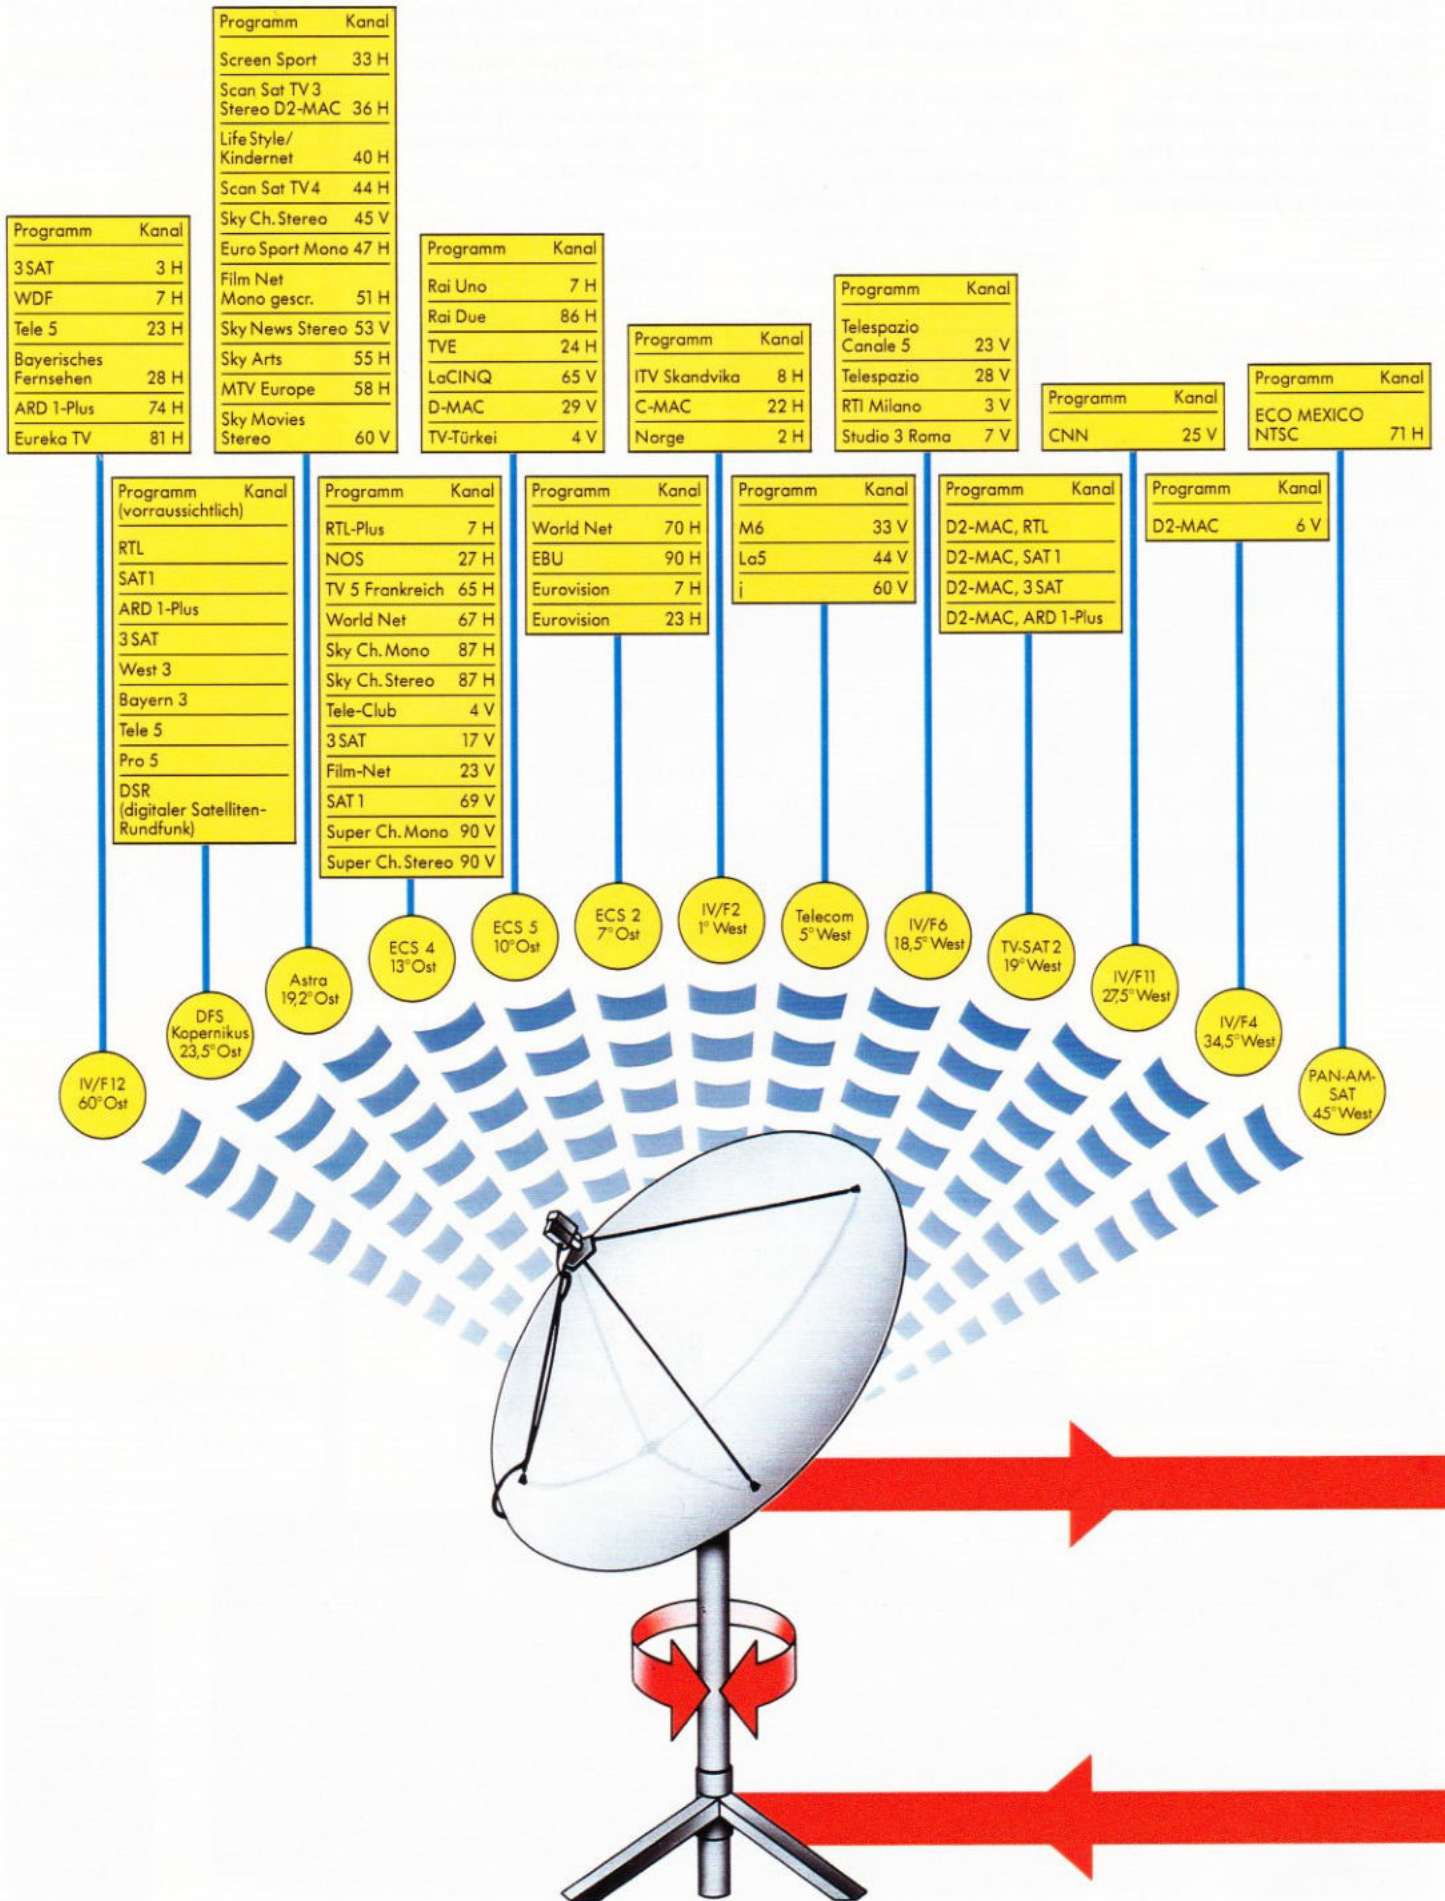 Programm Kanal
3 SAT 3 H
WDF 7 H
Tele 5 23 H
Bayerisches
Fernsehen 28 H
ARD 1-Plus 74 H
Eureka TV 81 H
Programm Kanal
Screen Sport 33 H
Scan Sat TV 3
Stereo D2-MAC 36 H
Life Style/
Kindernet 40 H
Scan Sat TV4 44 H
Sky Ch. Stereo 45 V
Euro Sport Mono 47 H
Film Net
Mono gescr. 51 H
Sky News Stereo 53 V
Sky Arts 55 H
MTV Europe 58 H
Sky Movies
Stereo 60 V
Programm Kanal
Rai Uno 7 H
Rai Due 86 H
TVE 24 H
LaCINQ 65 V
D-MAC 29 V
TV-Türkei 4 V
Programm Kanal
ITV Skandvika 8 H
C-MAC 22 H
Norge 2 H
Programm Kanal
Telespazio
Canale 5 23 V
Telespazio 28 V
RTI Milano 3 V
Studio 3 Roma 7 V
Programm Kanal
CNN 25 V
Programm Kanal
ECO MEXICO
NTSC 71 H
Programm Kanal
(vorraussichtlich)
RTL
SAT1
ARD 1-Plus
3 SAT
West 3
Bayern 3
Tele 5
Pro 5
DSR
(digitaler Satelliten-
Rundfunk)
Programm Kanal
RTL-Plus 7 H
NOS 27 H
TV 5 Frankreich 65 H
World Net 67 H
Sky Ch. Mono 87 H
Sky Ch. Stereo 87 H
Tele-Club 4 V
3 SAT 17 V
Film-Net 23 V
SAT 1 69 V
Super Ch. Mono 90 V
Super Ch. Stereo 90 V
Programm Kanal
World Net 70 H
EBU 90 H
Eurovision 7 H
Eurovision 23 H
Programm Kanal
M6 33 V
La5 44 V
j 60 V
Programm Kanal
D2-MAC, RTL
D2-MAC, SAT 1
D2-MAC, 3 SAT
D2-MAC, ARD 1-Plus
Programm Kanal
D2-MAC 6 V
IV/F12
60° Ost
DFS
Kopernikus
23,5° Ost
Astra
19,2° Ost
ECS 4
13° Ost
ECS 5
10° Ost
ECS 2
7° Ost
IV/F2
1° West
Telecom
5° West
IV/F6
18,5° West
TV-SAT 2
19° West
IV/F11
27,5° West
IV/F4
34,5° West
PAN-AM-
SAT
45° West